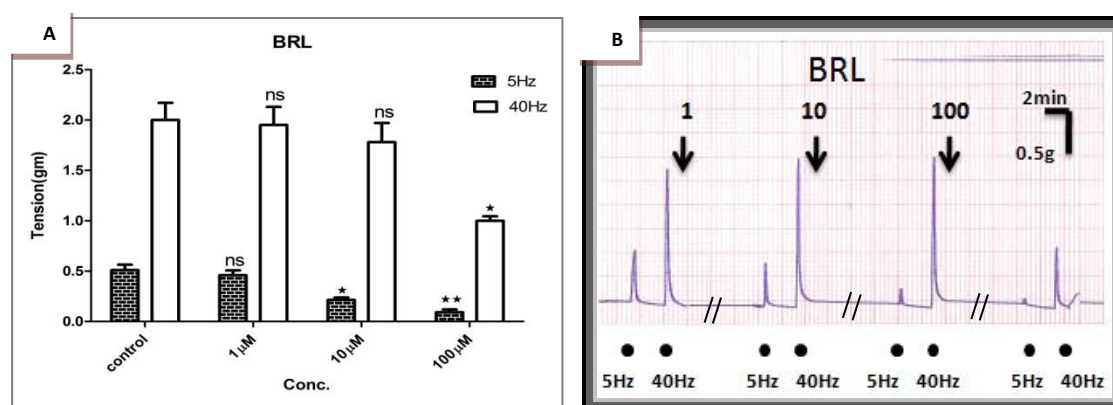 A
BRL
2.5
2.0
1.5
1.0
0.5
0.0
Tension(gm)
5Hz
40Hz
ns
ns
ns
★
★★
★
control
1µM
10µM
100µM
Conc.
B
BRL
1 10 100
2min
0.5g
// // //
5Hz 40Hz 5Hz 40Hz 5Hz 40Hz 5Hz 40Hz